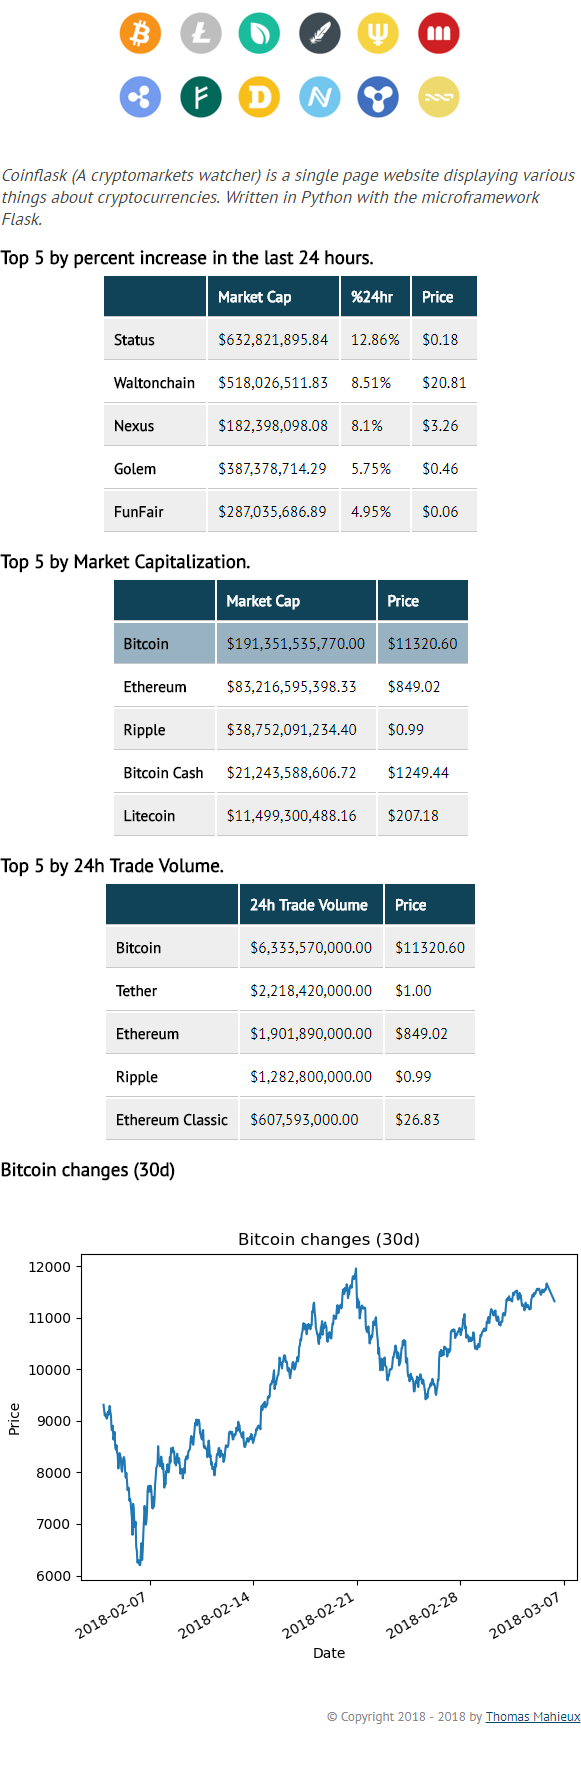 Coinflask (A cryptomarkets watcher) is a single page website displaying various
things about cryptocurrencies. Written in Python with the microframework
Flask.
Top 5 by percent increase in the last 24 hours.
Market Cap %24hr Price
Status $632,821,895.84 12.86% $0.18
Waltonchain $518,026,511.83 8.51% $20.81
Nexus $182,398,098.08 8.1% $3.26
Golem $387,378,714.29 5.75% $0.46
FunFair $287,035,686.89 4.95% $0.06
Top 5 by Market Capitalization.
Market Cap Price
Bitcoin $191,351,535,770.00 $11320.60
Ethereum $83,216,595,398.33 $849.02
Ripple $38,752,091,234.40 $0.99
Bitcoin Cash $21,243,588,606.72 $1249.44
Litecoin $11,499,300,488.16 $207.18
Top 5 by 24h Trade Volume.
24h Trade Volume Price
Bitcoin $6,333,570,000.00 $11320.60
Tether $2,218,420,000.00 $1.00
Ethereum $1,901,890,000.00 $849.02
Ripple $1,282,800,000.00 $0.99
Ethereum Classic $607,593,000.00 $26.83
Bitcoin changes (30d)
Bitcoin changes (30d)
12000
11000
10000
9000
8000
7000
6000
Price
2018-02-07 2018-02-14 2018-02-21 2018-02-28 2018-03-07
Date
© Copyright 2018 - 2018 by Thomas Mahieux